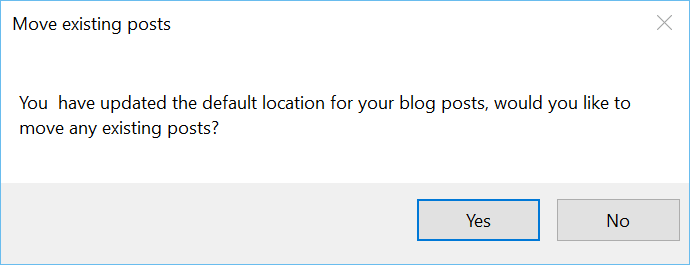 Move existing posts
You  have updated the default location for your blog posts, would you like to
move any existing posts?
Yes
No